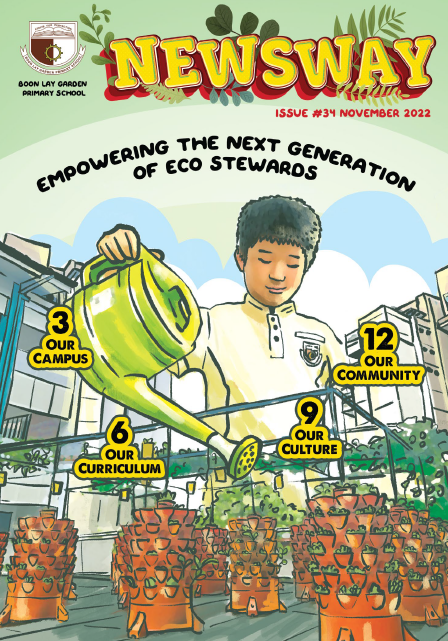 NEWSWAY
BOON LAY GARDEN
PRIMARY SCHOOL
ISSUE #34 NOVEMBER 2022
EMPOWERING THE NEXT GENERATION
OF ECO STEWARDS
3
OUR
CAMPUS
12
OUR
COMMUNITY
9
OUR
CULTURE
6
OUR
CURRICULUM